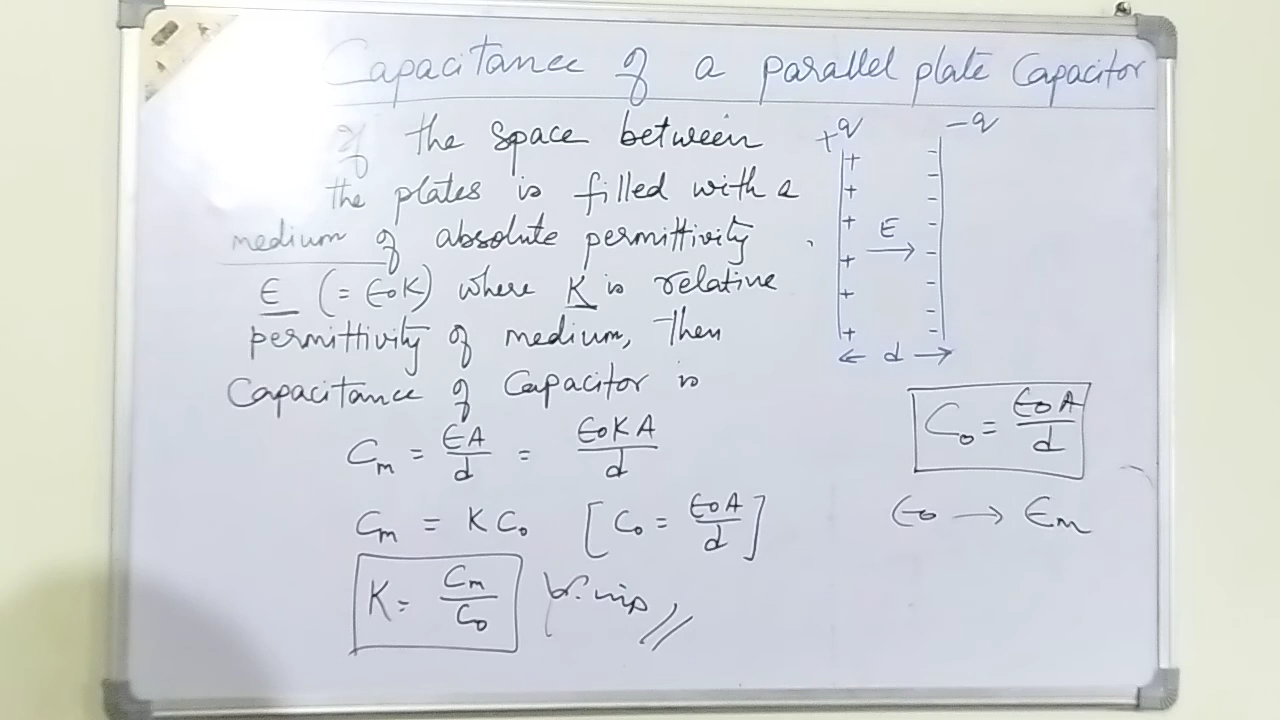 Capacitance of a parallel plate Capacitor
If the space between
the plates is filled with a
medium of absolute permittivity
ϵ (= ϵ0K) where K is relative
permittivity of medium, Then
Capacitance of Capacitor is
Cm = ϵA/d = ϵ0KA/d
Cm = KC0 [C0 = ϵ0A/d]
K = Cm/C0
+q -q
+ -
+ -
+ -
E
+ -
+ -
+ -
← d →
C0 = ϵ0A/d
ϵ0 → ϵm